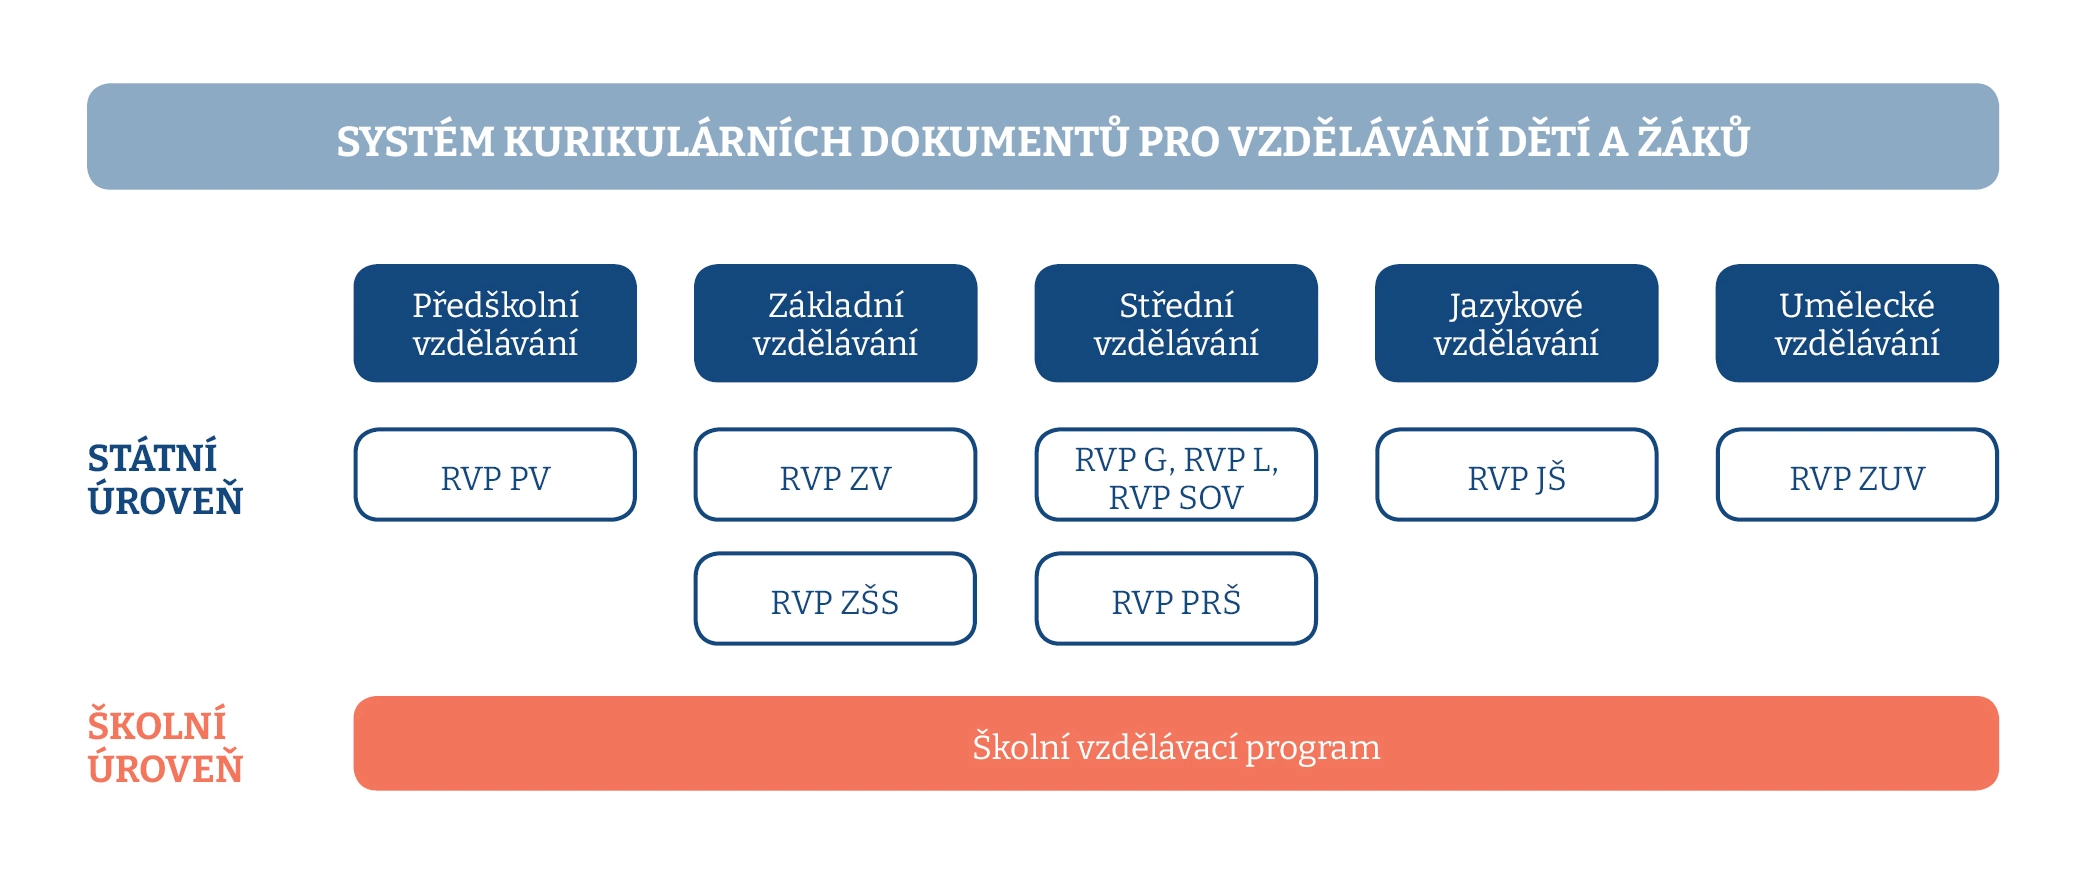 SYSTÉM KURIKULÁRNÍCH DOKUMENTŮ PRO VZDĚLÁVÁNÍ DĚTÍ A ŽÁKŮ
Předškolní
vzdělávání
Základní
vzdělávání
Střední
vzdělávání
Jazykové
vzdělávání
Umělecké
vzdělávání
STÁTNÍ
ÚROVEŇ
RVP PV
RVP ZV
RVP G, RVP L,
RVP SOV
RVP JŠ
RVP ZUV
RVP ZŠS
RVP PRŠ
ŠKOLNÍ
ÚROVEŇ
Školní vzdělávací program